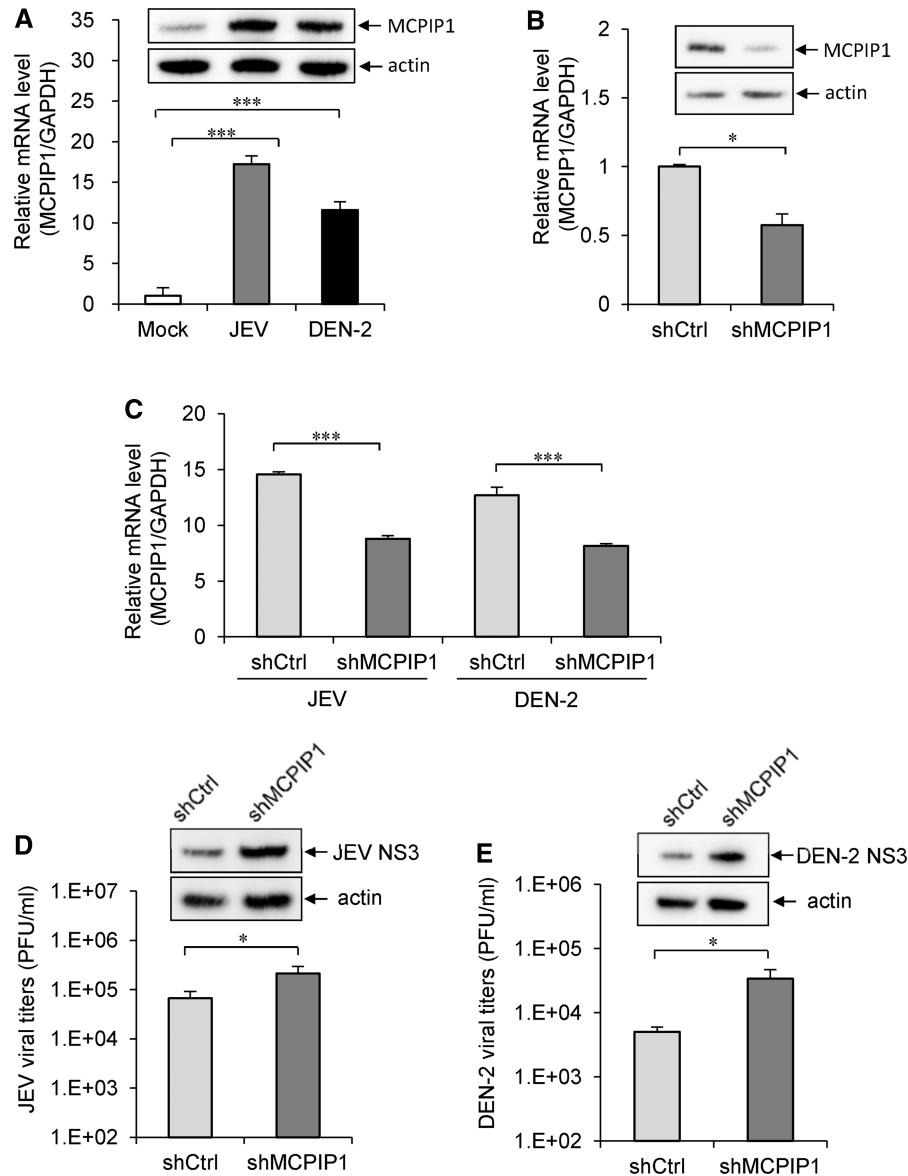 A
35
30
25
20
15
10
5
0
Relative mRNA level
(MCPIP1/GAPDH)
MCPIP1
actin
***
***
Mock JEV DEN-2
B
2
1.5
1
0.5
0
Relative mRNA level
(MCPIP1/GAPDH)
MCPIP1
actin
*
shCtrl shMCPIP1
C
20
15
10
5
0
Relative mRNA level
(MCPIP1/GAPDH)
***
***
shCtrl shMCPIP1 shCtrl shMCPIP1
JEV DEN-2
D
shCtrl
shMCPIP1
JEV NS3
actin
1.E+07
1.E+06
1.E+05
1.E+04
1.E+03
1.E+02
JEV viral titers (PFU/ml)
*
shCtrl shMCPIP1
E
shCtrl
shMCPIP1
DEN-2 NS3
actin
1.E+06
1.E+05
1.E+04
1.E+03
1.E+02
DEN-2 viral titers (PFU/ml)
*
shCtrl shMCPIP1